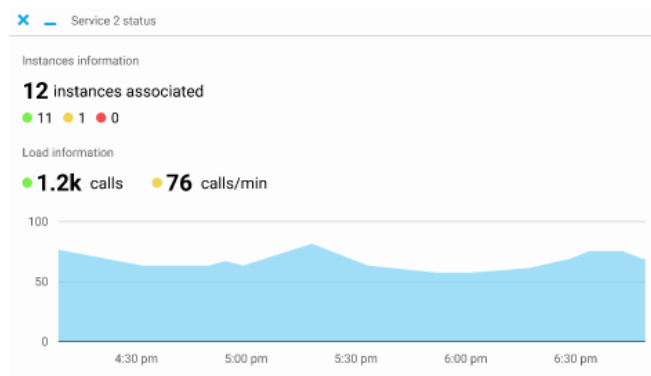 Service 2 status
Instances information
12 instances associated
11 1 0
Load information
1.2k calls 76 calls/min
100
50
0
4:30 pm 5:00 pm 5:30 pm 6:00 pm 6:30 pm